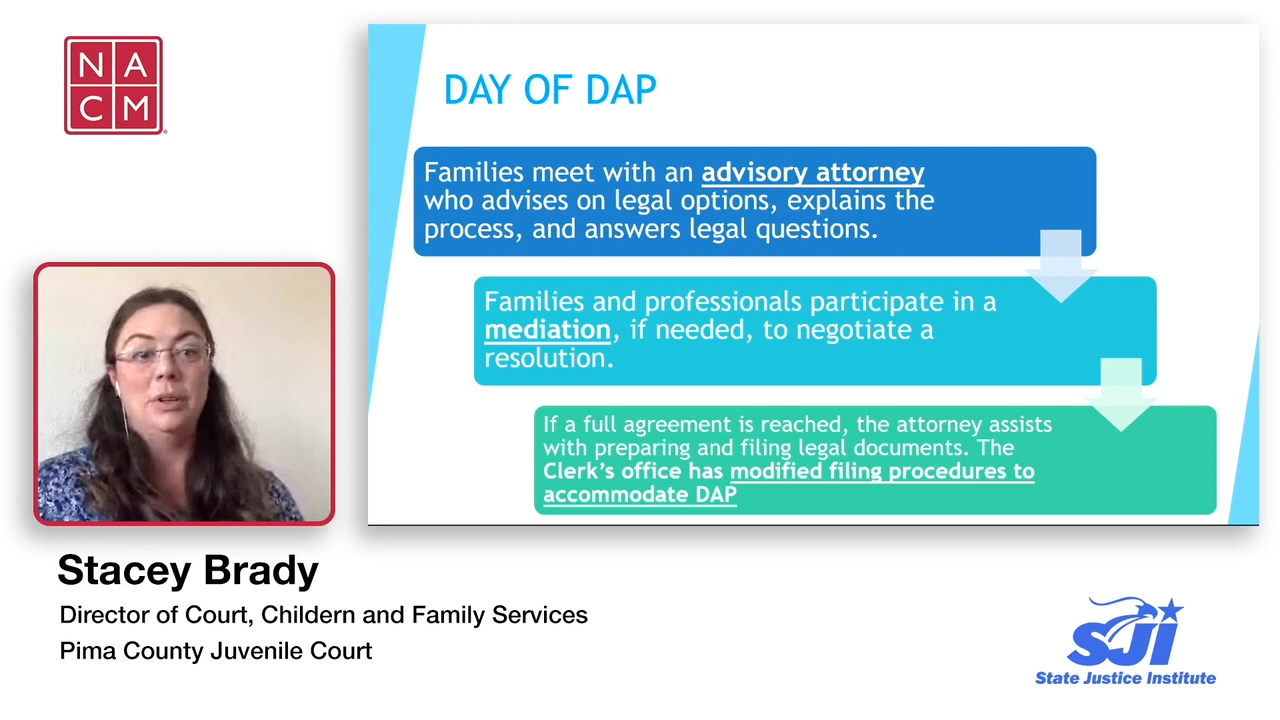 NA
CM
DAY OF DAP
Families meet with an advisory attorney
who advises on legal options, explains the
process, and answers legal questions.
Families and professionals participate in a
mediation, if needed, to negotiate a
resolution.
If a full agreement is reached, the attorney assists
with preparing and filing legal documents. The
Clerk’s office has modified filing procedures to
accommodate DAP
Stacey Brady
Director of Court, Childern and Family Services
Pima County Juvenile Court
SJI
State Justice Institute